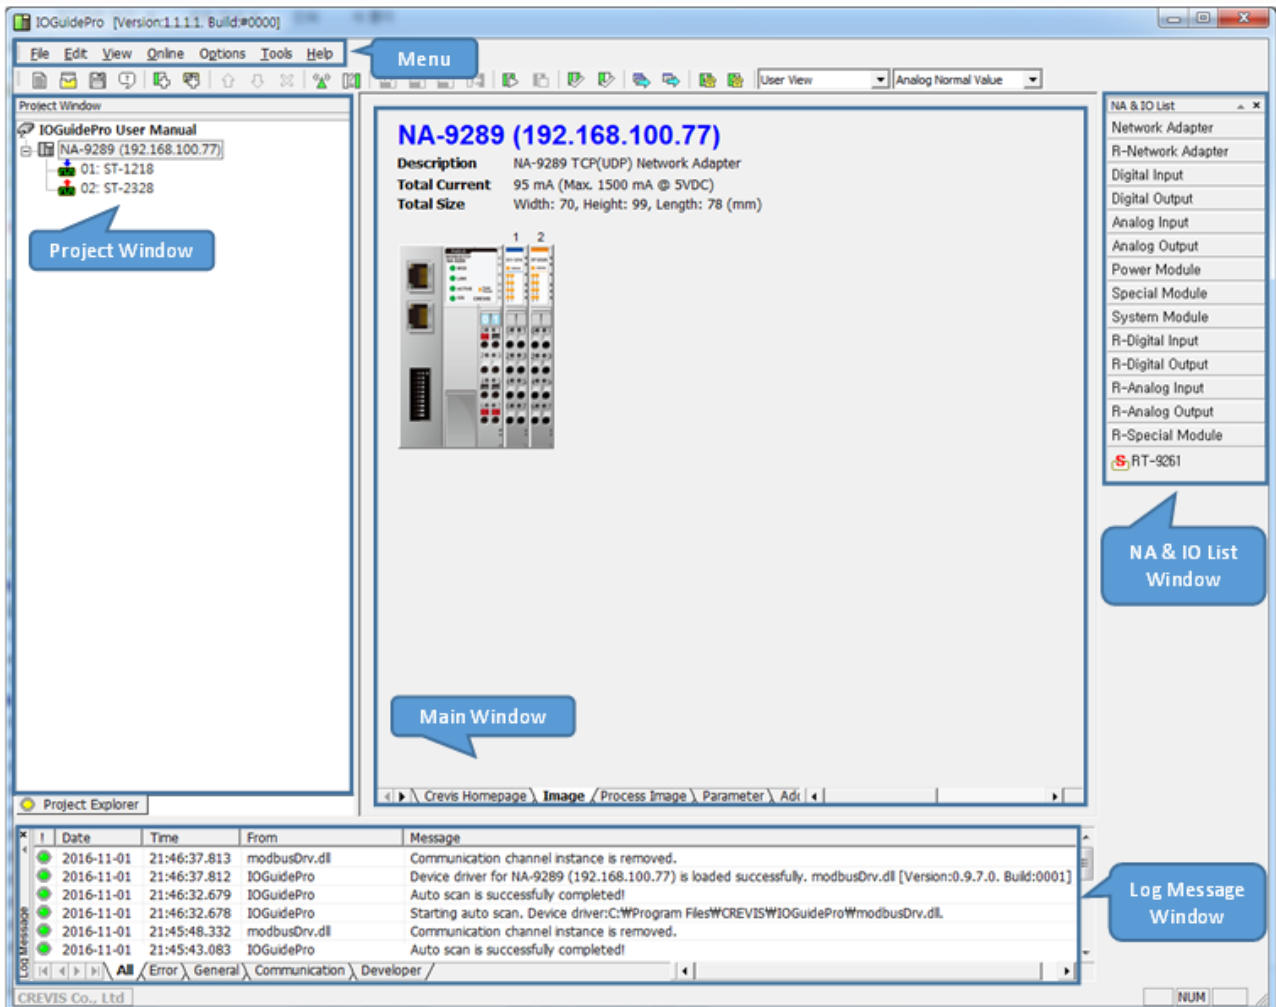 IOGuidePro [Version:1.1.1.1. Build:#0000]
File Edit View Online Options Tools Help
Menu
User View
Analog Normal Value
Project Window
IOGuidePro User Manual
NA-9289 (192.168.100.77)
01: ST-1218
02: ST-2328
Project Window
Project Explorer
NA-9289 (192.168.100.77)
Description NA-9289 TCP(UDP) Network Adapter
Total Current 95 mA (Max. 1500 mA @ 5VDC)
Total Size Width: 70, Height: 99, Length: 78 (mm)
1 2
CREVIS
Main Window
Crevis Homepage Image Process Image Parameter
NA & IO List
Network Adapter
R-Network Adapter
Digital Input
Digital Output
Analog Input
Analog Output
Power Module
Special Module
System Module
R-Digital Input
R-Digital Output
R-Analog Input
R-Analog Output
R-Special Module
S RT-9261
NA & IO List
Window
! Date Time From Message
2016-11-01 21:46:37.813 modbusDrv.dll Communication channel instance is removed.
2016-11-01 21:46:37.812 IOGuidePro Device driver for NA-9289 (192.168.100.77) is loaded successfully. modbusDrv.dll [Version:0.9.7.0. Build:0001]
2016-11-01 21:46:32.679 IOGuidePro Auto scan is successfully completed!
2016-11-01 21:46:32.678 IOGuidePro Starting auto scan. Device driver:C:₩Program Files₩CREVIS₩IOGuidePro₩modbusDrv.dll.
2016-11-01 21:45:48.332 modbusDrv.dll Communication channel instance is removed.
2016-11-01 21:45:43.083 IOGuidePro Auto scan is successfully completed!
Log Message
All Error General Communication Developer
Log Message
Window
CREVIS Co., Ltd
NUM